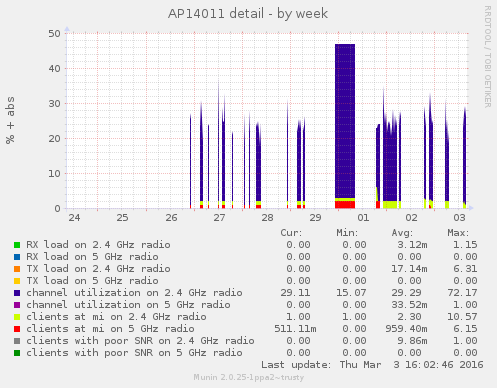 AP14011 detail - by week
RRDTOOL / TOBI OETIKER
% + abs
50
40
30
20
10
0
24 25 26 27 28 29 01 02 03
Cur: Min: Avg: Max:
RX load on 2.4 GHz radio 0.00 0.00 3.12m 1.15
RX load on 5 GHz radio 0.00 0.00 0.00 0.00
TX load on 2.4 GHz radio 0.00 0.00 17.14m 6.31
TX load on 5 GHz radio 0.00 0.00 0.00 0.00
channel utilization on 2.4 GHz radio 29.11 15.07 29.29 72.17
channel utilization on 5 GHz radio 0.00 0.00 33.52m 1.00
clients at mi on 2.4 GHz radio 1.00 1.00 2.30 10.57
clients at mi on 5 GHz radio 511.11m 0.00 959.40m 6.15
clients with poor SNR on 2.4 GHz radio 0.00 0.00 9.86m 1.00
clients with poor SNR on 5 GHz radio 0.00 0.00 0.00 0.00
Last update: Thu Mar 3 16:02:46 2016
Munin 2.0.25-1ppa2~trusty